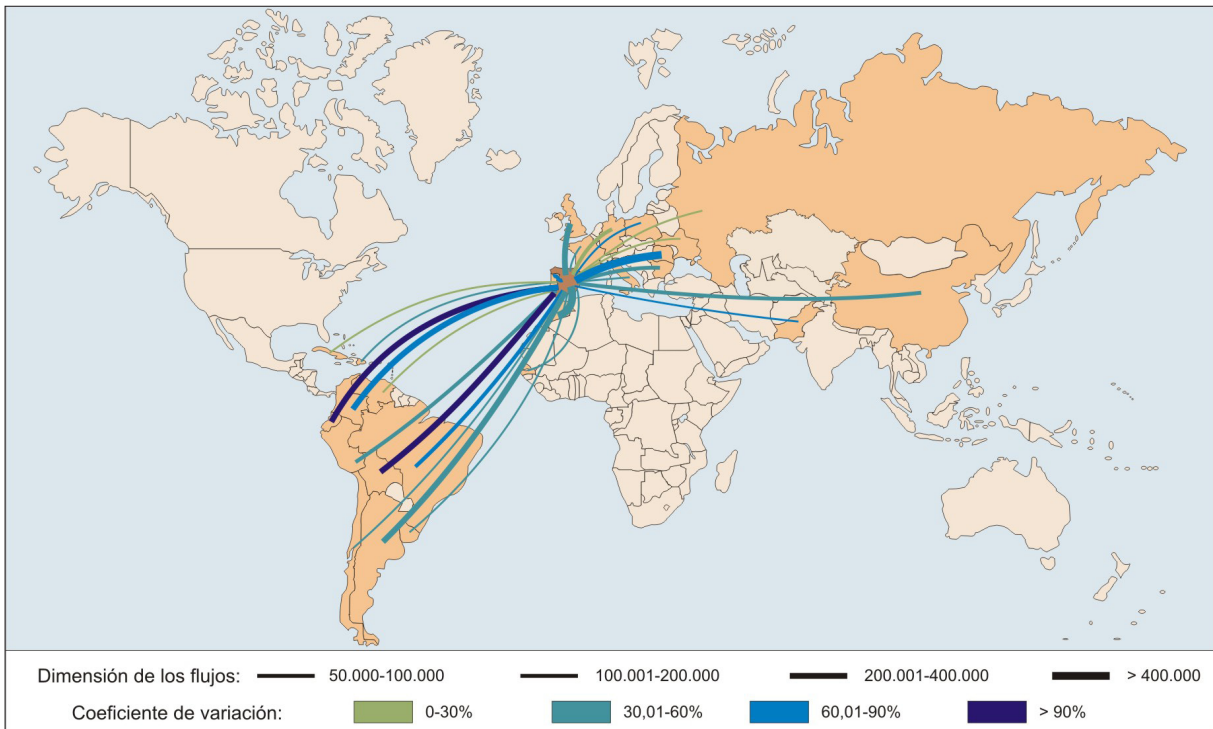 Dimensión de los flujos: 50.000-100.000 100.001-200.000 200.001-400.000 > 400.000
Coeficiente de variación: 0-30% 30,01-60% 60,01-90% > 90%